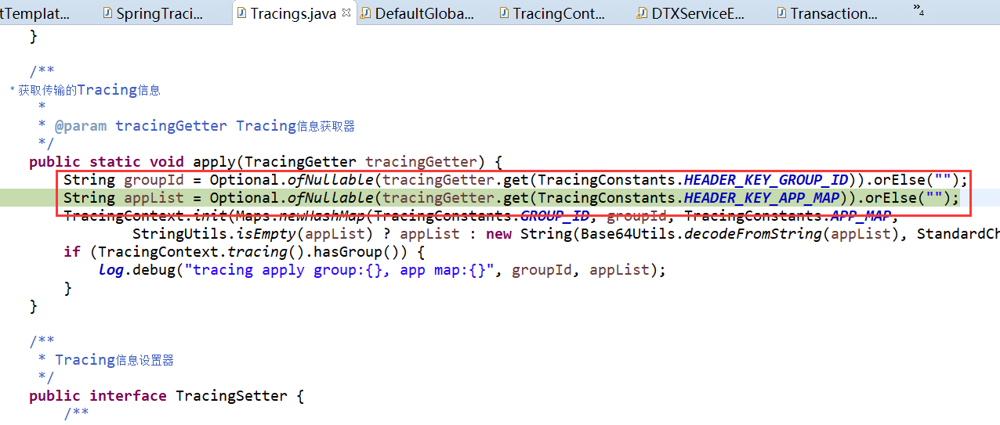 tTemplat...
SpringTraci...
Tracings.java
DefaultGloba...
TracingCont...
DTXServiceE...
Transaction...
»4
}
/**
* 获取传输的Tracing信息
*
* @param tracingGetter Tracing信息获取器
*/
public static void apply(TracingGetter tracingGetter) {
String groupId = Optional.ofNullable(tracingGetter.get(TracingConstants.HEADER_KEY_GROUP_ID)).orElse("");
String appList = Optional.ofNullable(tracingGetter.get(TracingConstants.HEADER_KEY_APP_MAP)).orElse("");
TracingContext.init(Maps.newHashMap(TracingConstants.GROUP_ID, groupId, TracingConstants.APP_MAP,
StringUtils.isEmpty(appList) ? appList : new String(Base64Utils.decodeFromString(appList), StandardCh
if (TracingContext.tracing().hasGroup()) {
log.debug("tracing apply group:{}, app map:{}", groupId, appList);
}
}
/**
* Tracing信息设置器
*/
public interface TracingSetter {
/**